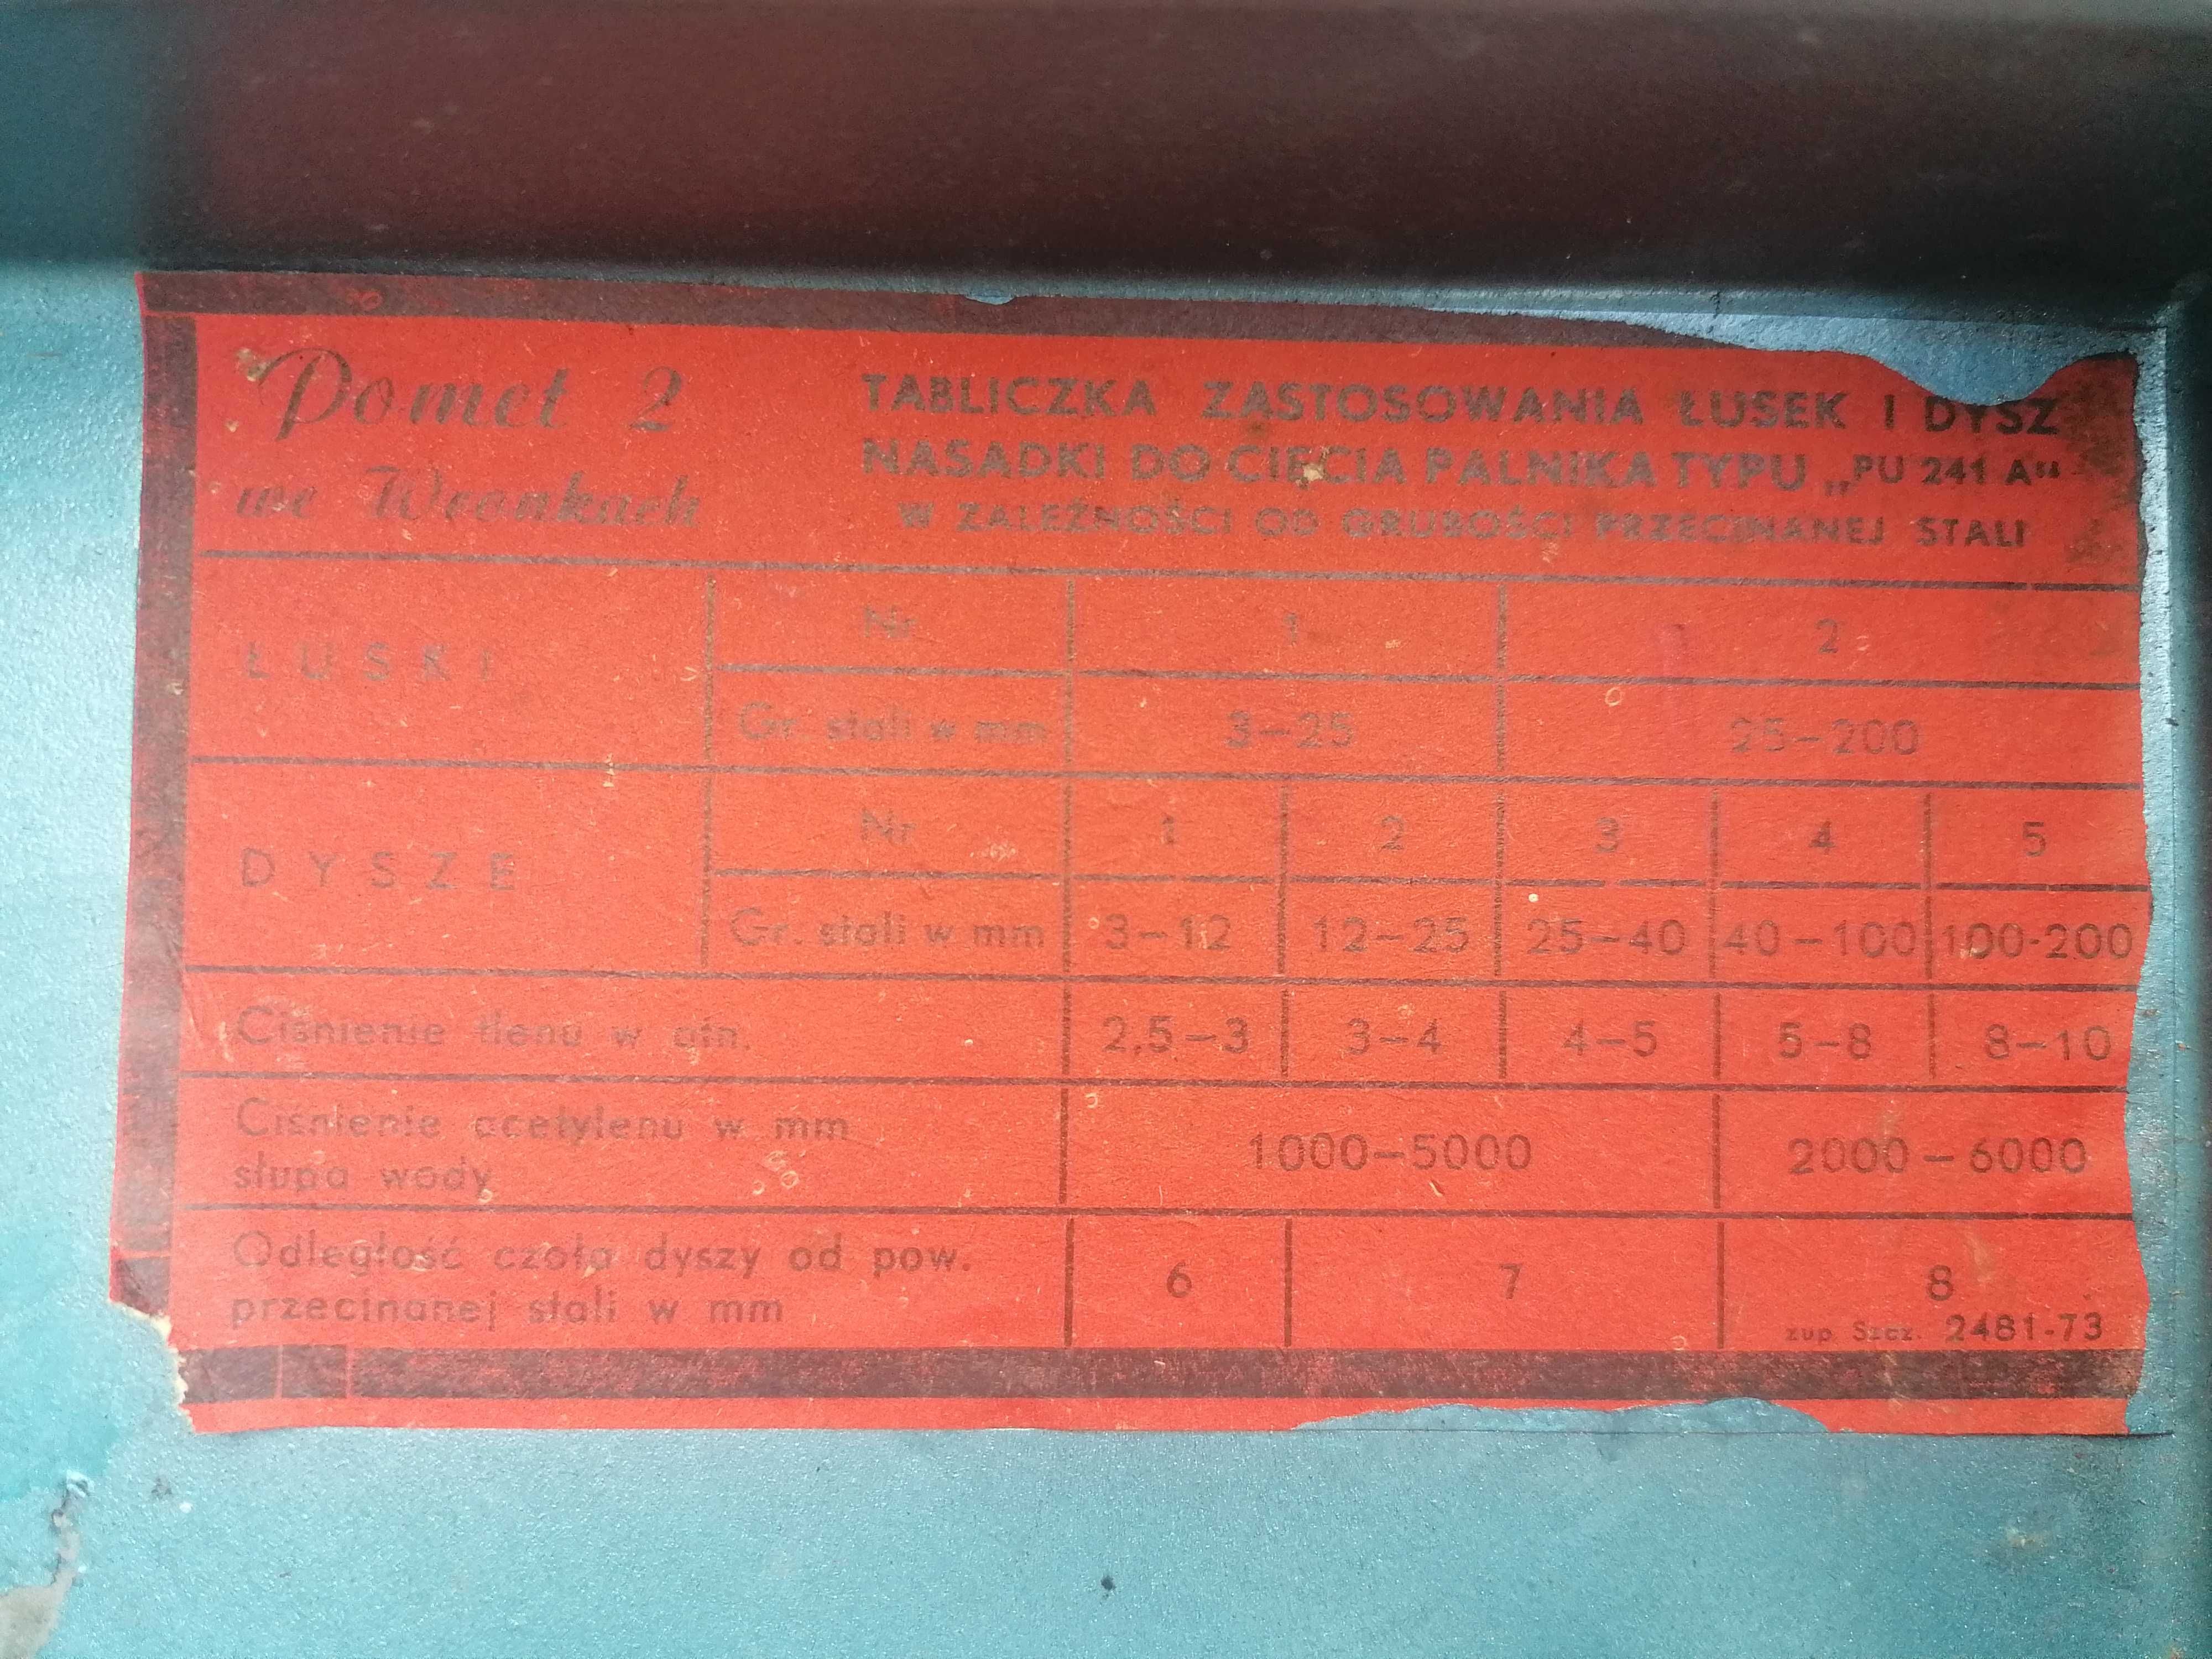 Pomet 2
we Wronkach
TABLICZKA ZASTOSOWANIA ŁUSEK I DYSZ
NASADKI DO CIĘCIA PALNIKA TYPU „PU 241 A“
W ZALEŻNOŚCI OD GRUBOŚCI PRZECINANEJ STALI
ŁUSKI Nr 1 2
Gr. stali w mm 3–25 25–200
DYSZE Nr 1 2 3 4 5
Gr. stali w mm 3–12 12–25 25–40 40–100 100-200
Ciśnienie tlenu w atn. 2,5–3 3–4 4–5 5–8 8–10
Ciśnienie acetylenu w mm
słupa wody 1000–5000 2000–6000
Odległość czoła dyszy od pow.
przecinanej stali w mm 6 7 8
zup. Szcz. 2481-73